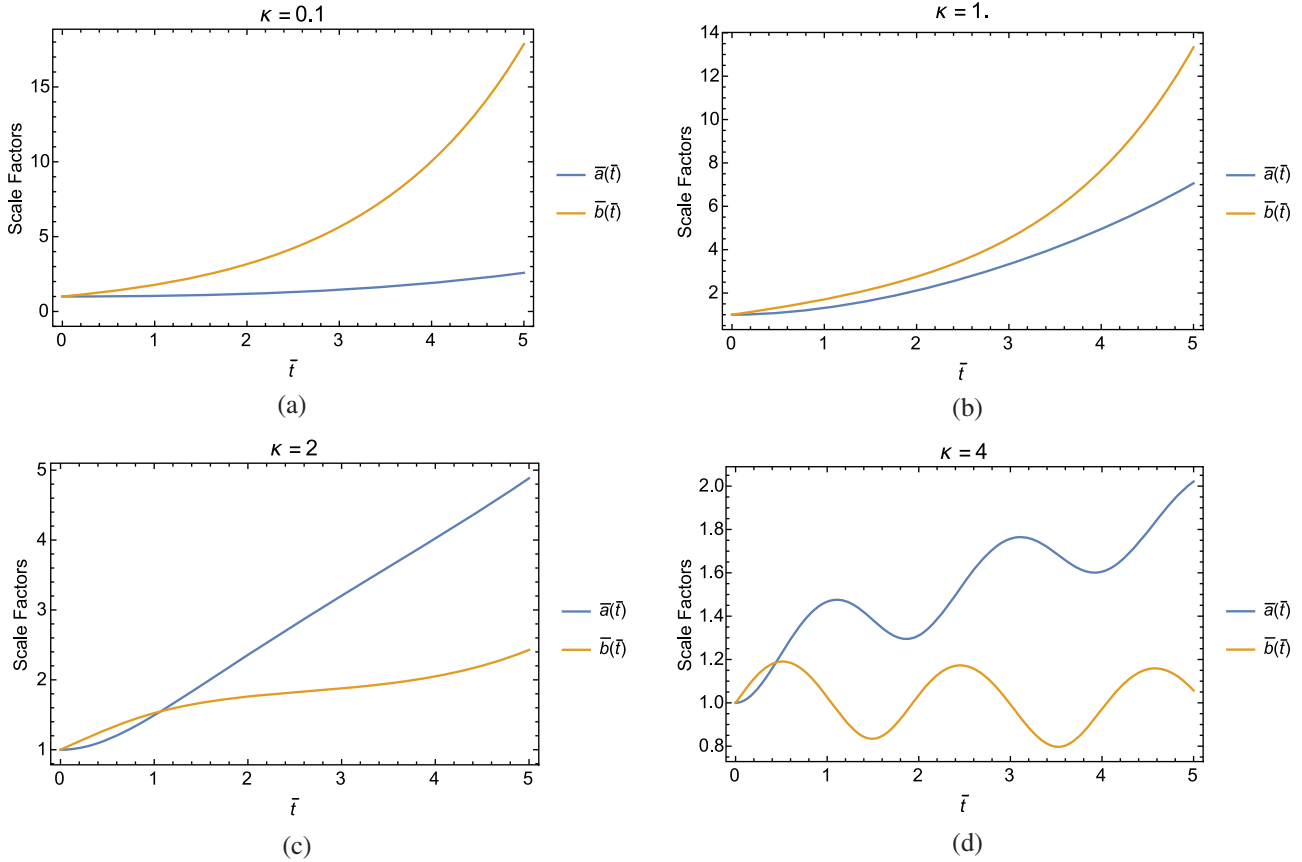 κ = 0.1
Scale Factors
15
10
5
0
0 1 2 3 4 5
t̄
a̅(t̄)
b̅(t̄)
(a)
κ = 1.
Scale Factors
14
12
10
8
6
4
2
0 1 2 3 4 5
t̄
a̅(t̄)
b̅(t̄)
(b)
κ = 2
Scale Factors
5
4
3
2
1
0 1 2 3 4 5
t̄
a̅(t̄)
b̅(t̄)
(c)
κ = 4
Scale Factors
2.0
1.8
1.6
1.4
1.2
1.0
0.8
0 1 2 3 4 5
t̄
a̅(t̄)
b̅(t̄)
(d)